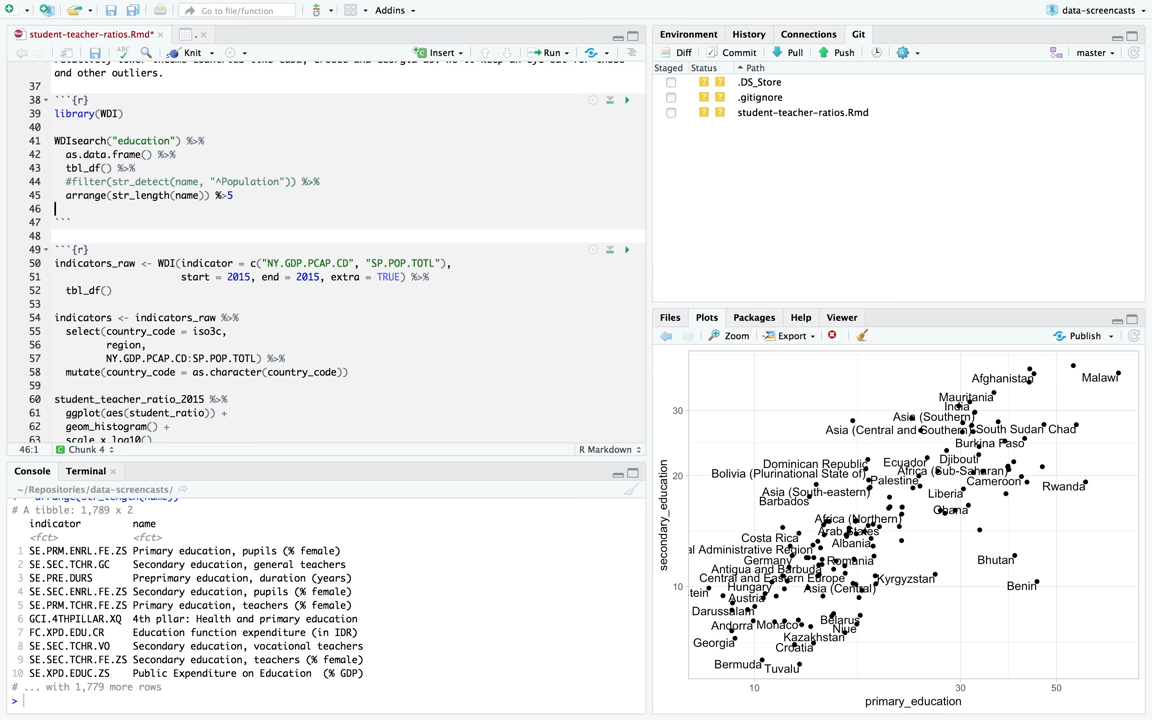 Go to file/function
Addins
data-screencasts
student-teacher-ratios.Rmd*
.
ABC
Knit
Insert
Run
and other outliers.
37
38 ```{r}
39 library(WDI)
40
41 WDIsearch("education") %>%
42 as.data.frame() %>%
43 tbl_df() %>%
44 #filter(str_detect(name, "^Population")) %>%
45 arrange(str_length(name)) %>5
46
47 ```
48
49 ```{r}
50 indicators_raw <- WDI(indicator = c("NY.GDP.PCAP.CD", "SP.POP.TOTL"),
51 start = 2015, end = 2015, extra = TRUE) %>%
52 tbl_df()
53
54 indicators <- indicators_raw %>%
55 select(country_code = iso3c,
56 region,
57 NY.GDP.PCAP.CD:SP.POP.TOTL) %>%
58 mutate(country_code = as.character(country_code))
59
60 student_teacher_ratio_2015 %>%
61 ggplot(aes(student_ratio)) +
62 geom_histogram() +
63 scale_x_log10()
46:1
Chunk 4
R Markdown
Console
Terminal
~/Repositories/data-screencasts/
# A tibble: 1,789 x 2
indicator name
<fct> <fct>
1 SE.PRM.ENRL.FE.ZS Primary education, pupils (% female)
2 SE.SEC.TCHR.GC Secondary education, general teachers
3 SE.PRE.DURS Preprimary education, duration (years)
4 SE.SEC.ENRL.FE.ZS Secondary education, pupils (% female)
5 SE.PRM.TCHR.FE.ZS Primary education, teachers (% female)
6 GCI.4THPILLAR.XQ 4th pllar: Health and primary education
7 FC.XPD.EDU.CR Education function expenditure (in IDR)
8 SE.SEC.TCHR.VO Secondary education, vocational teachers
9 SE.SEC.TCHR.FE.ZS Secondary education, teachers (% female)
10 SE.XPD.EDUC.ZS Public Expenditure on Education (% GDP)
# ... with 1,779 more rows
>
Environment
History
Connections
Git
Diff
Commit
Pull
Push
master
Staged Status Path
? ? .DS_Store
? ? .gitignore
? ? student-teacher-ratios.Rmd
Files
Plots
Packages
Help
Viewer
Zoom
Export
Publish
secondary_education
30
20
10
Afghanistan
Malawi
Mauritania
India
Asia (Southern)
Asia (Central and Southern)
South Sudan
Chad
Burkina Faso
Dominican Republic
Ecuador
Djibouti
Bolivia (Plurinational State of)
Africa (Sub-Saharan)
Palestine
Cameroon
Rwanda
Asia (South-eastern)
Barbados
Liberia
Ghana
Africa (Northern)
Arab States
Costa Rica
Albania
al Administrative Region
Germany
Romania
Bhutan
Antigua and Barbuda
Central and Eastern Europe
Kyrgyzstan
Benin
tein
Hungary
Asia (Central)
Austria
Darussalam
Andorra
Monaco
Belarus
Niue
Georgia
Kazakhstan
Croatia
Bermuda
Tuvalu
10
30
50
primary_education